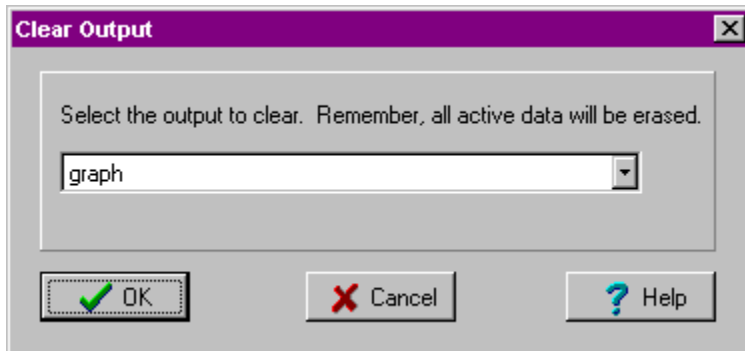 Clear Output
Select the output to clear.  Remember, all active data will be erased.
graph
OK
Cancel
Help